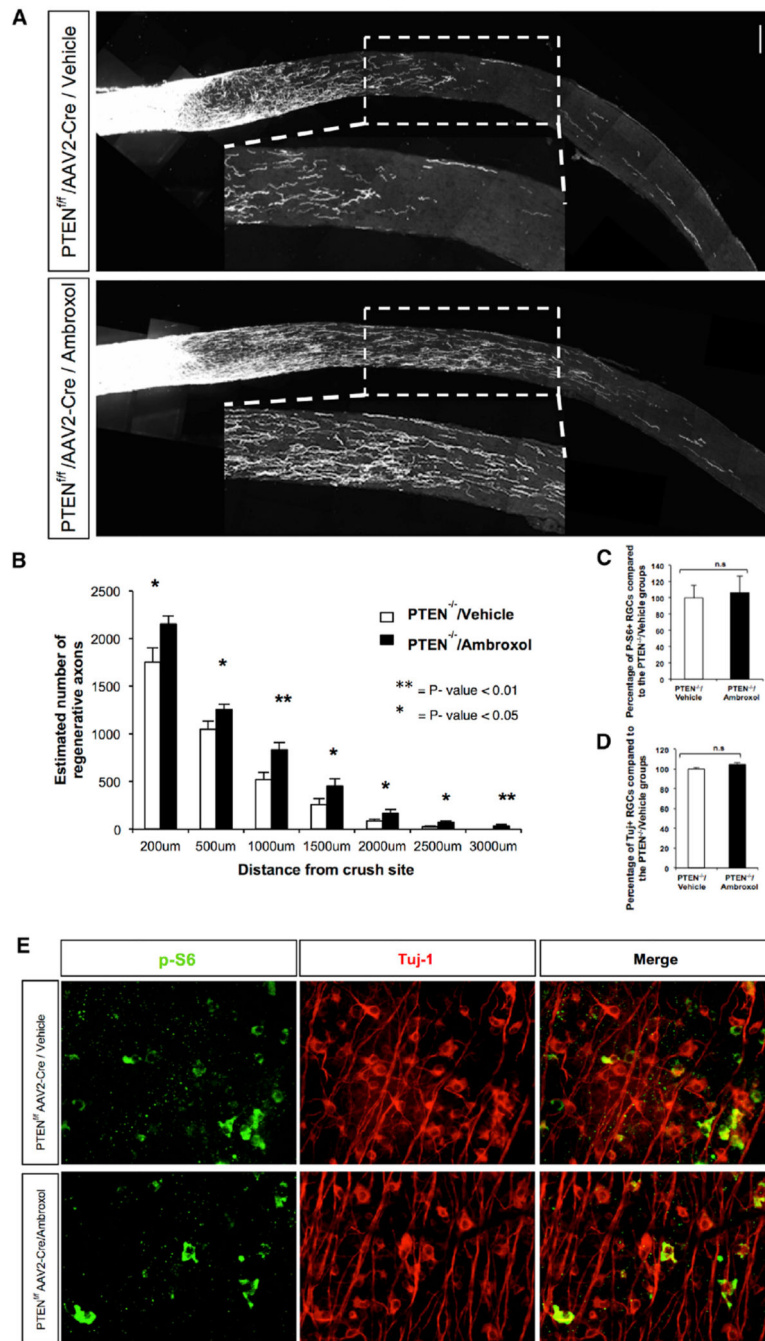 A
PTENf/f /AAV2-Cre / Vehicle
PTENf/f /AAV2-Cre / Ambroxol
B
Estimated number of
regenerative axons
2500
2000
1500
1000
500
0
*
*
**
*
*
*
**
PTEN-/-/Vehicle
PTEN-/-/Ambroxol
** = P- value < 0.01
* = P- value < 0.05
200um 500um 1000um 1500um 2000um 2500um 3000um
Distance from crush site
C
Percentage of P-S6+ RGCs compared
to the PTEN-/-/Vehicle groups
140
120
100
80
60
40
20
0
n.s
PTEN-/-/ PTEN-/-/
Vehicle Ambroxol
D
Percentage of Tuj+ RGCs compared to
the PTEN-/-/Vehicle groups
120
100
80
60
40
20
0
n.s
PTEN-/-/ PTEN-/-/
Vehicle Ambroxol
E
p-S6 Tuj-1 Merge
PTENf/f AAV2-Cre / Vehicle
PTENf/f AAV2-Cre/Ambroxol